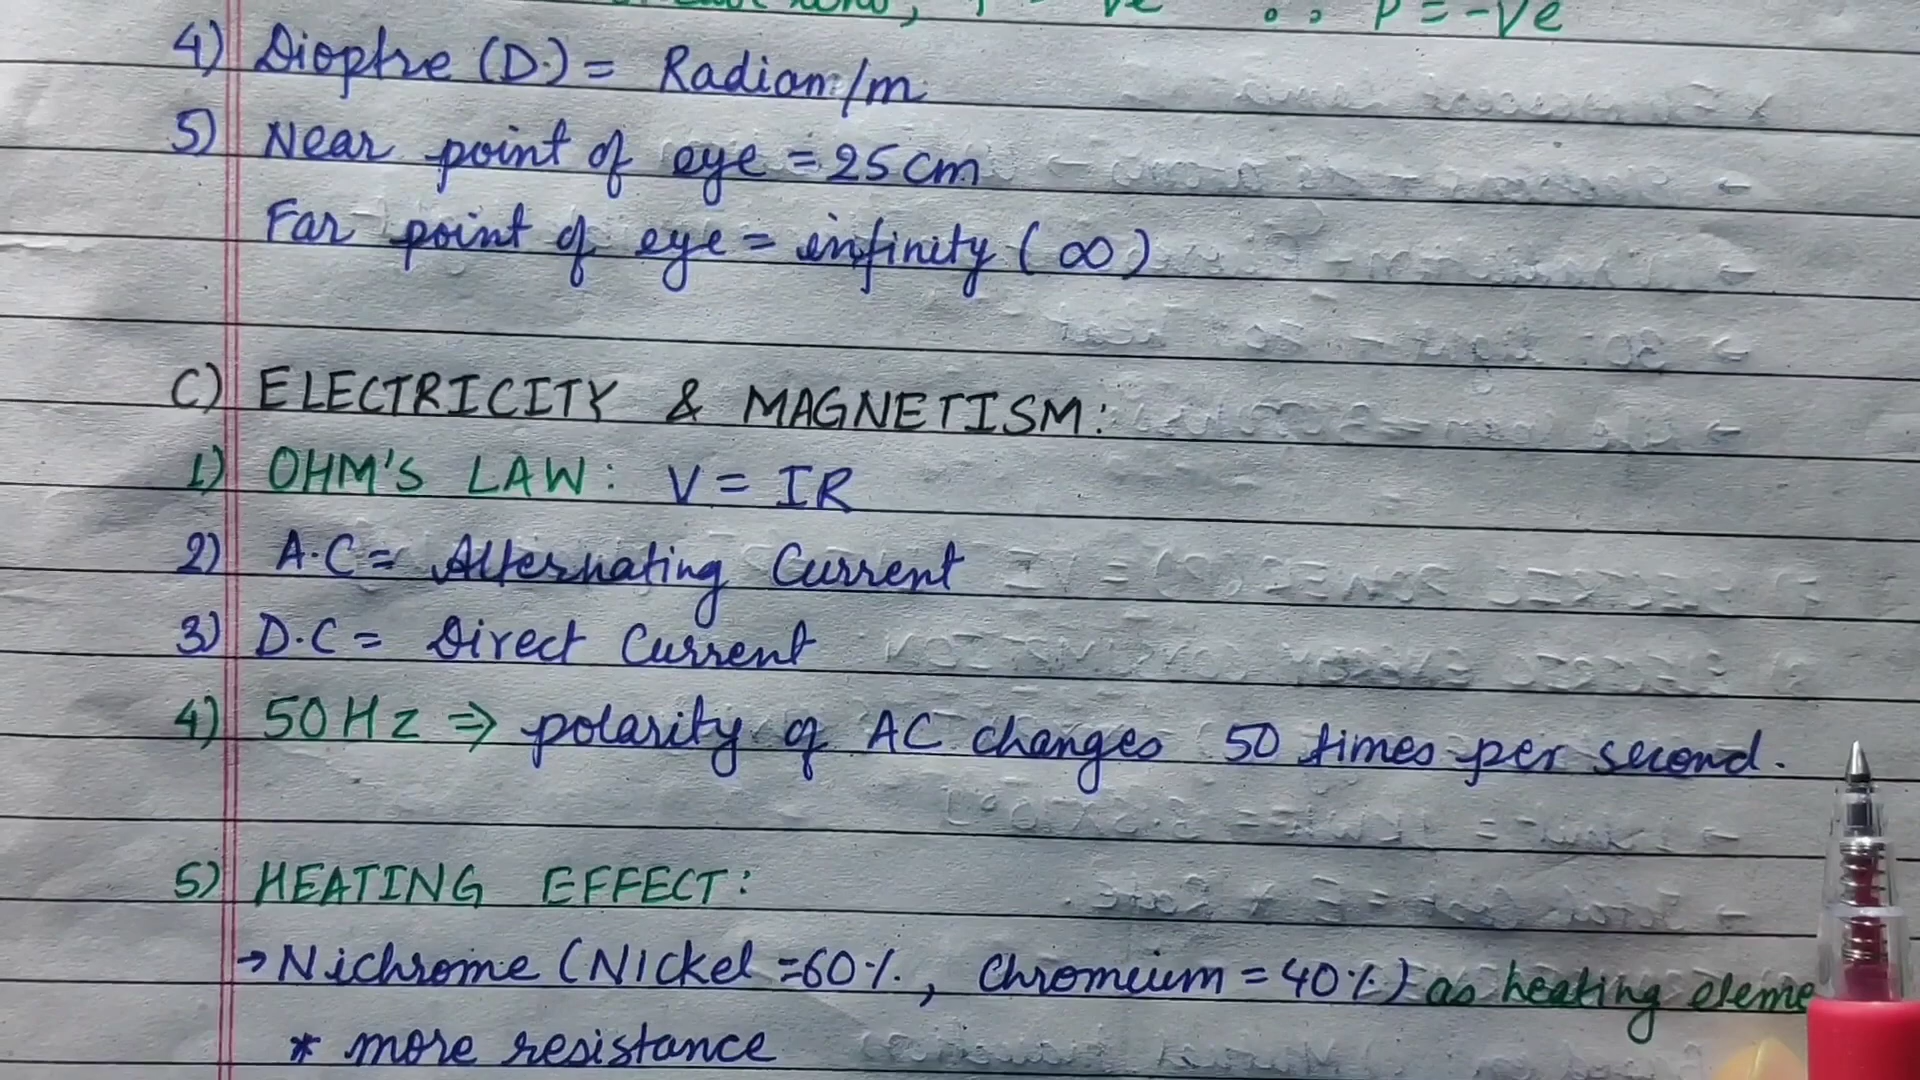 P = -ve
4) Dioptre (D.) = Radian/m
5) Near point of eye = 25 cm
Far point of eye = infinity ( ∞ )
C) ELECTRICITY & MAGNETISM:
1) OHM'S LAW: V = IR
2) A.C = Alternating Current
3) D.C = Direct Current
4) 50 Hz ⇒ polarity of AC changes 50 times per second.
5) HEATING EFFECT:
→ Nichrome (Nickel = 60%, Chromeium = 40%) as heating eleme
* more resistance